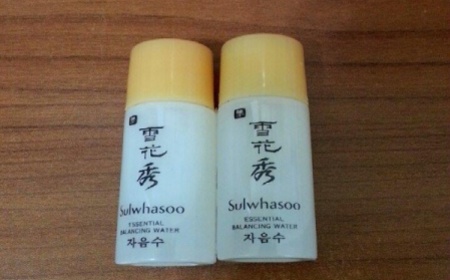 雪
花
秀
Sulwhasoo
ESSENTIAL
BALANCING WATER
자음수
雪
花
秀
Sulwhasoo
ESSENTIAL
BALANCING WATER
자음수